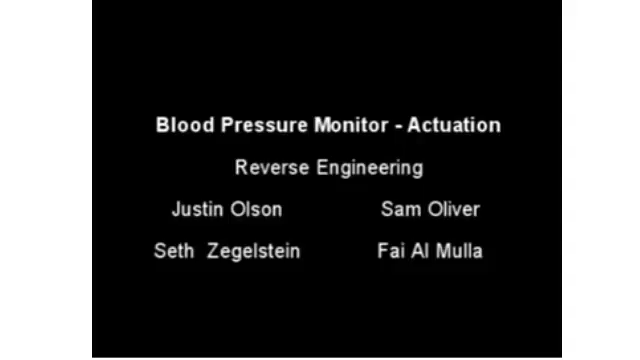 Blood Pressure Monitor - Actuation
Reverse Engineering
Justin Olson Sam Oliver
Seth Zegelstein Fai Al Mulla